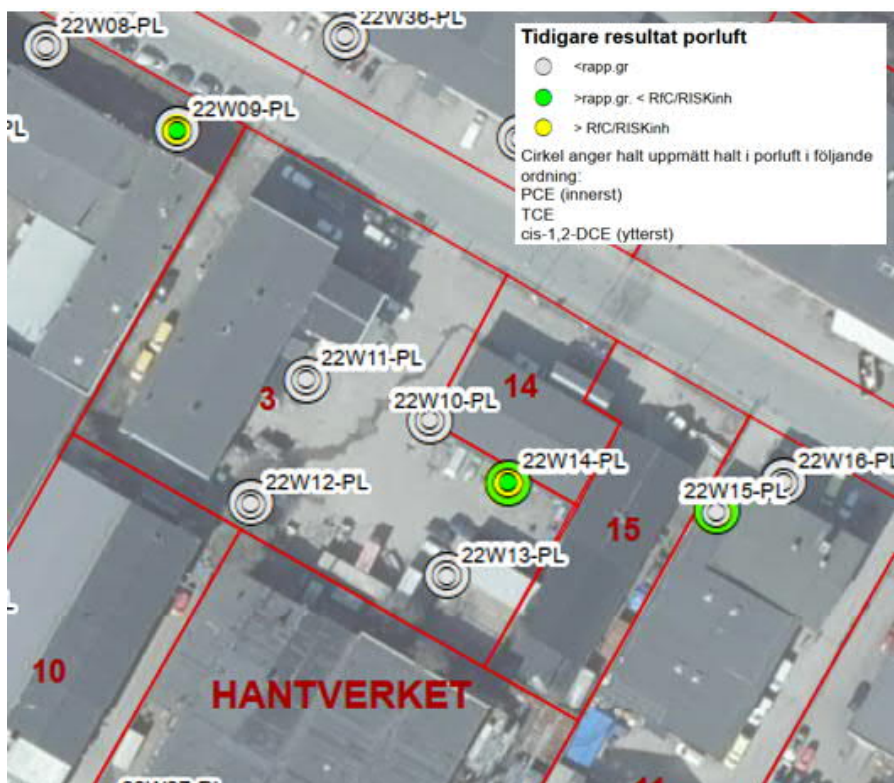 22W08-PL
22W36-PL
Tidigare resultat porluft
<rapp.gr
>rapp.gr. < RfC/RISKinh
> RfC/RISKinh
Cirkel anger halt uppmätt halt i porluft i följande
ordning:
PCE (innerst)
TCE
cis-1,2-DCE (ytterst)
22W09-PL
PL
22W11-PL
14
3
22W10-PL
22W14-PL
22W16-PL
22W12-PL
22W15-PL
15
22W13-PL
10
HANTVERKET